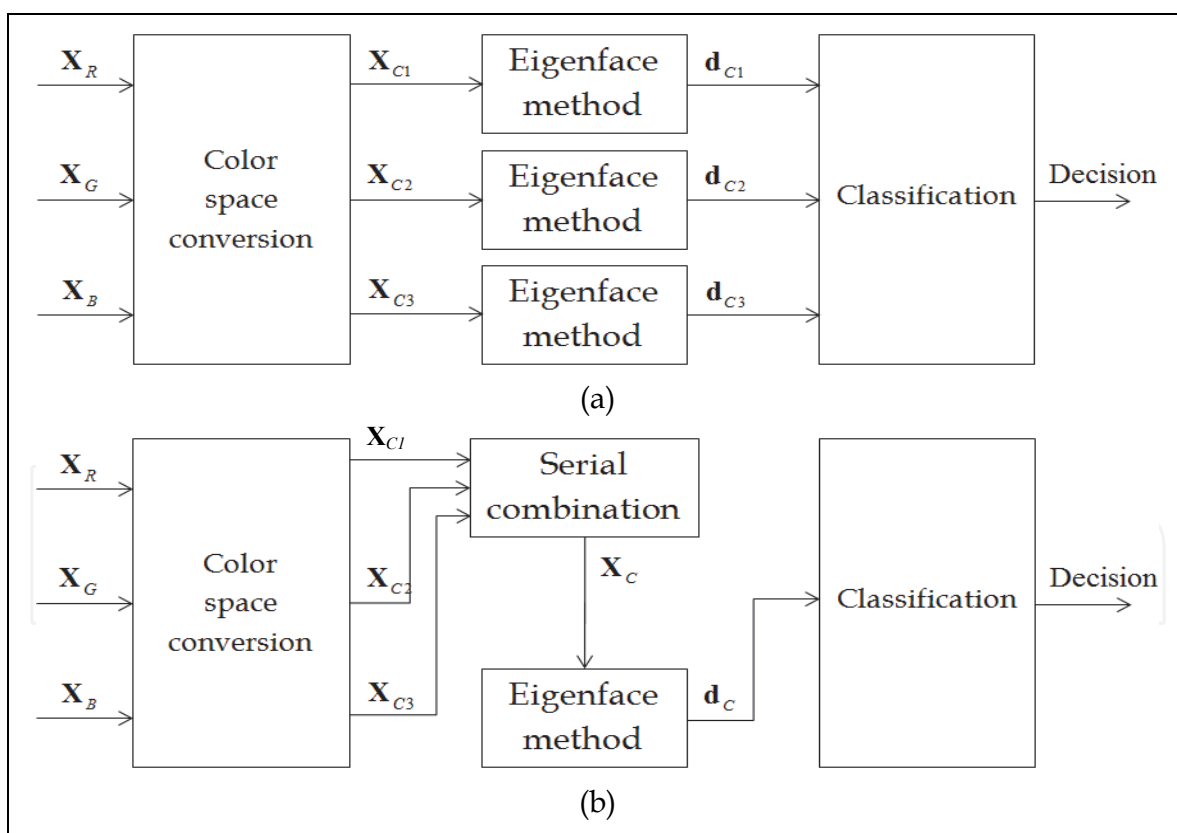 X_R
X_G
X_B
Color
space
conversion
X_C1
X_C2
X_C3
Eigenface
method
Eigenface
method
Eigenface
method
d_C1
d_C2
d_C3
Classification
Decision
(a)
X_R
X_G
X_B
Color
space
conversion
X_C1
X_C2
X_C3
Serial
combination
X_C
Eigenface
method
d_C
Classification
Decision
(b)